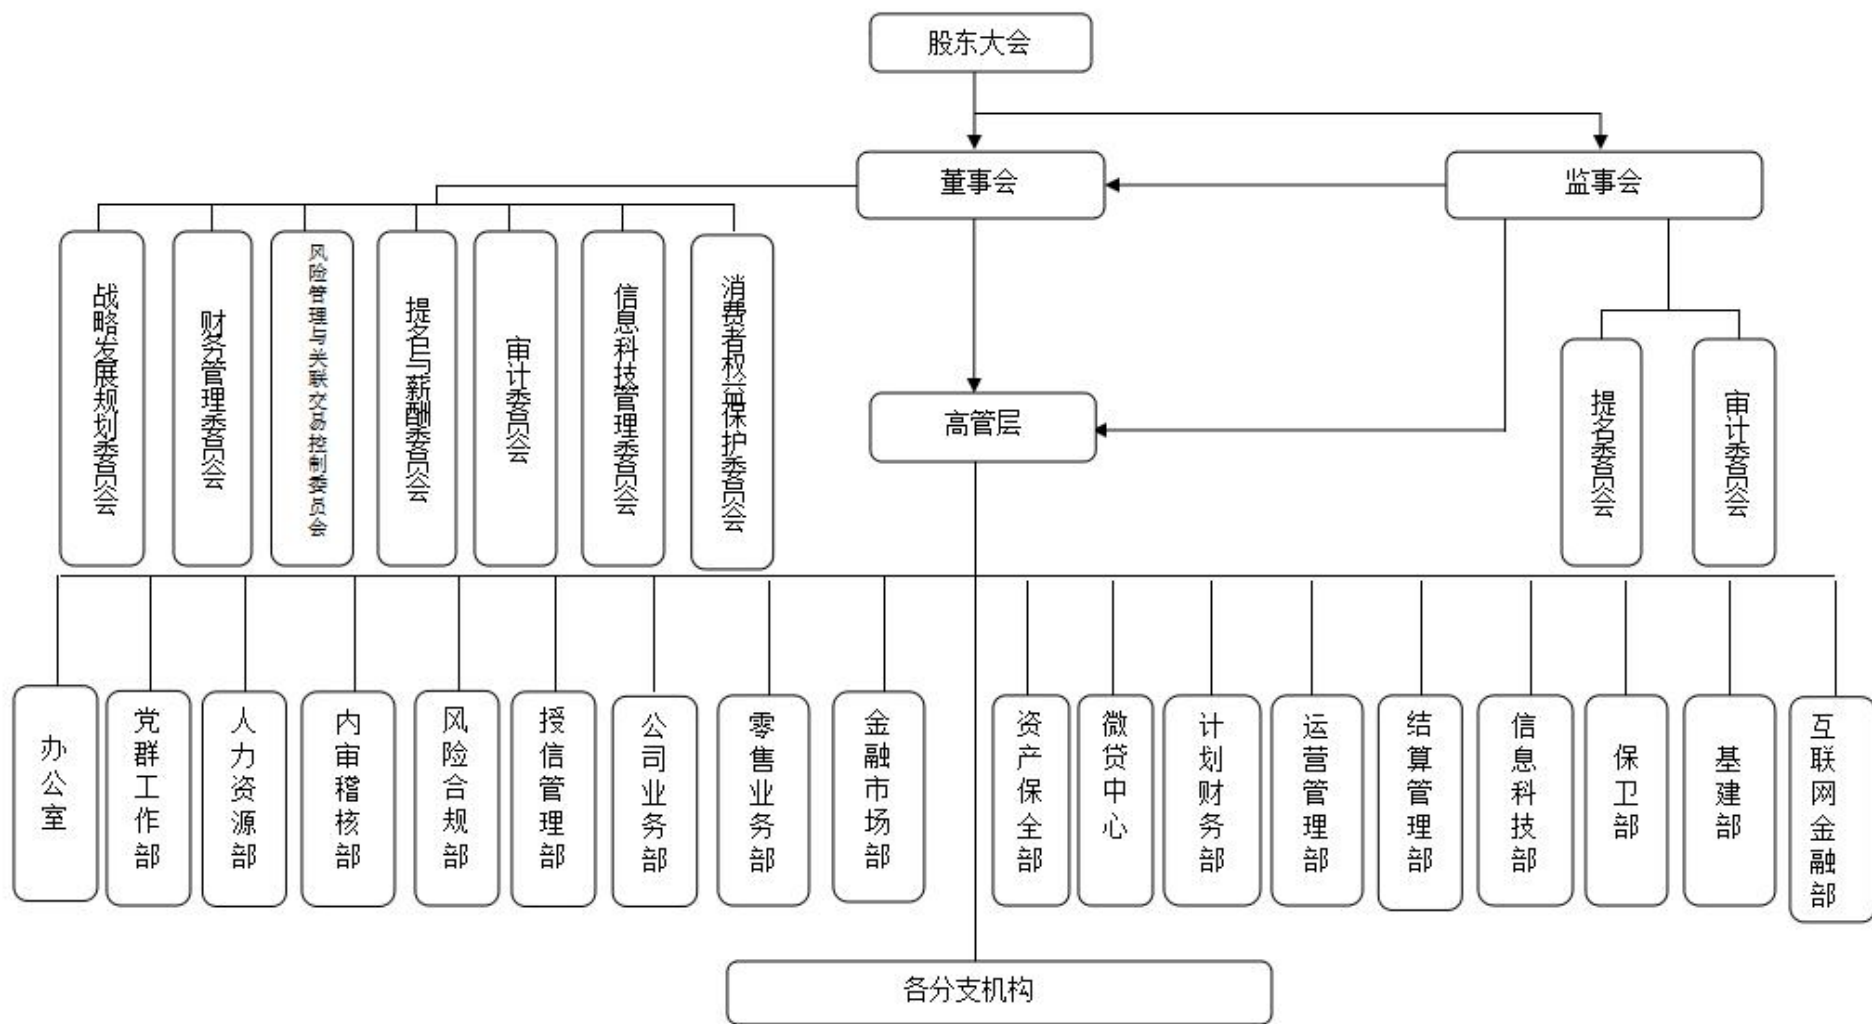 股东大会
董事会
监事会
战略发展规划委员会
财务管理委员会
风险管理与关联交易控制委员会
提名与薪酬委员会
审计委员会
信息科技管理委员会
消费者权益保护委员会
提名委员会
审计委员会
高管层
办公室
党群工作部
人力资源部
内审稽核部
风险合规部
授信管理部
公司业务部
零售业务部
金融市场部
资产保全部
微贷中心
计划财务部
运营管理部
结算管理部
信息科技部
保卫部
基建部
互联网金融部
各分支机构